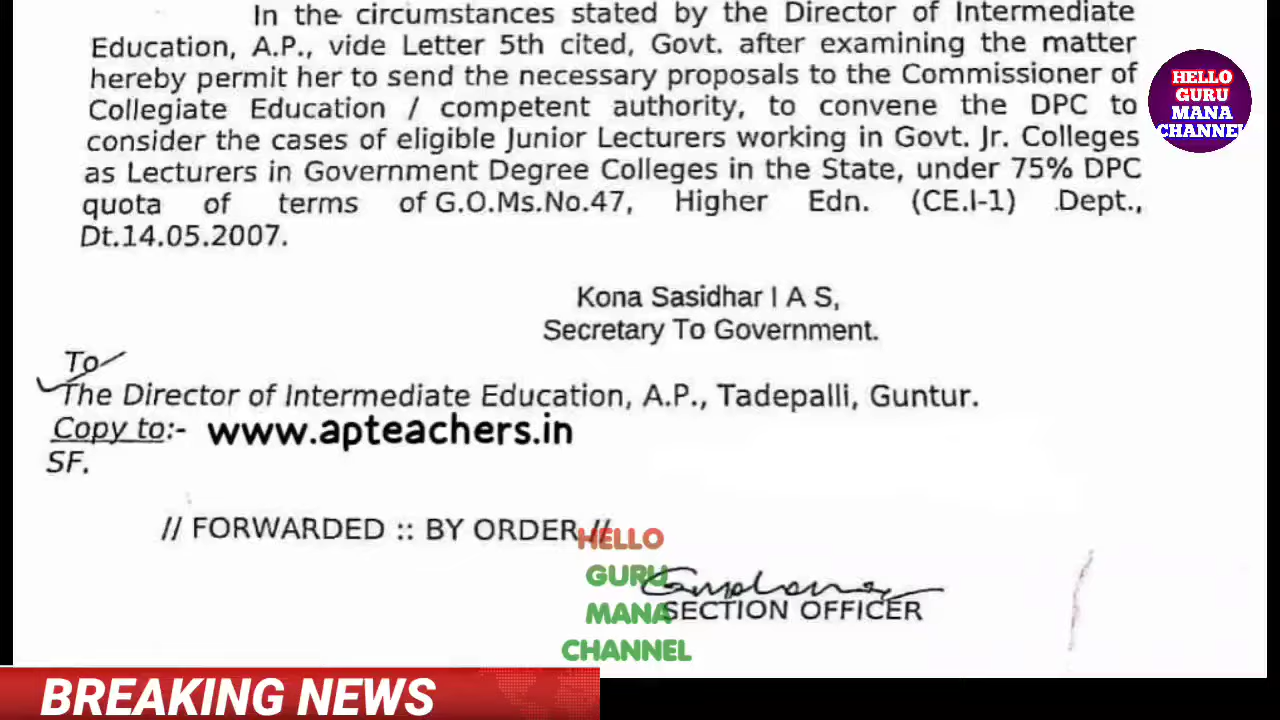 In the circumstances stated by the Director of Intermediate
Education, A.P., vide Letter 5th cited, Govt. after examining the matter
hereby permit her to send the necessary proposals to the Commissioner of
Collegiate Education / competent authority, to convene the DPC to
consider the cases of eligible Junior Lecturers working in Govt. Jr. Colleges
as Lecturers in Government Degree Colleges in the State, under 75% DPC
quota of terms of G.O.Ms.No.47, Higher Edn. (CE.I-1) Dept.,
Dt.14.05.2007.
HELLO
GURU
MANA
CHANNEL
Kona Sasidhar I A S,
Secretary To Government.
To
The Director of Intermediate Education, A.P., Tadepalli, Guntur.
Copy to:- www.apteachers.in
SF.
// FORWARDED :: BY ORDER //
HELLO
GURU
MANA
CHANNEL
SECTION OFFICER
BREAKING NEWS